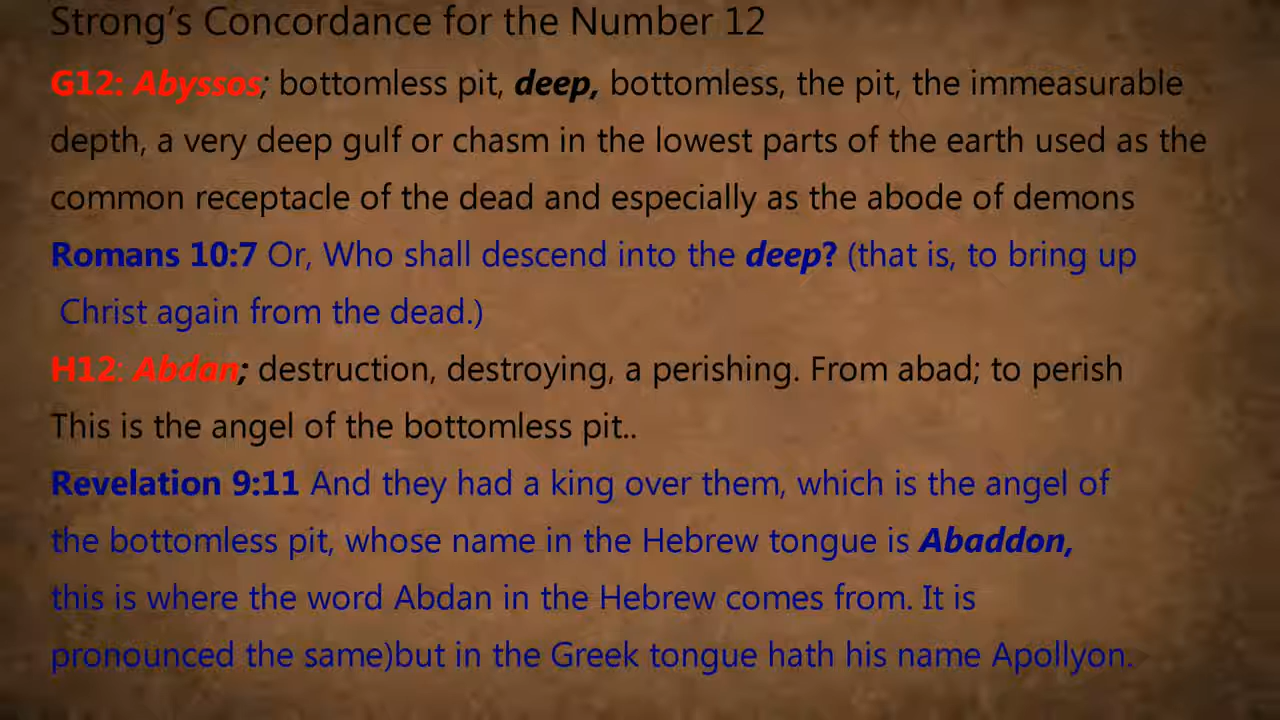 Strong's Concordance for the Number 12
G12: Abyssos; bottomless pit, deep, bottomless, the pit, the immeasurable
depth, a very deep gulf or chasm in the lowest parts of the earth used as the
common receptacle of the dead and especially as the abode of demons
Romans 10:7 Or, Who shall descend into the deep? (that is, to bring up
Christ again from the dead.)
H12: Abdan; destruction, destroying, a perishing. From abad; to perish
This is the angel of the bottomless pit..
Revelation 9:11 And they had a king over them, which is the angel of
the bottomless pit, whose name in the Hebrew tongue is Abaddon,
this is where the word Abdan in the Hebrew comes from. It is
pronounced the same)but in the Greek tongue hath his name Apollyon.